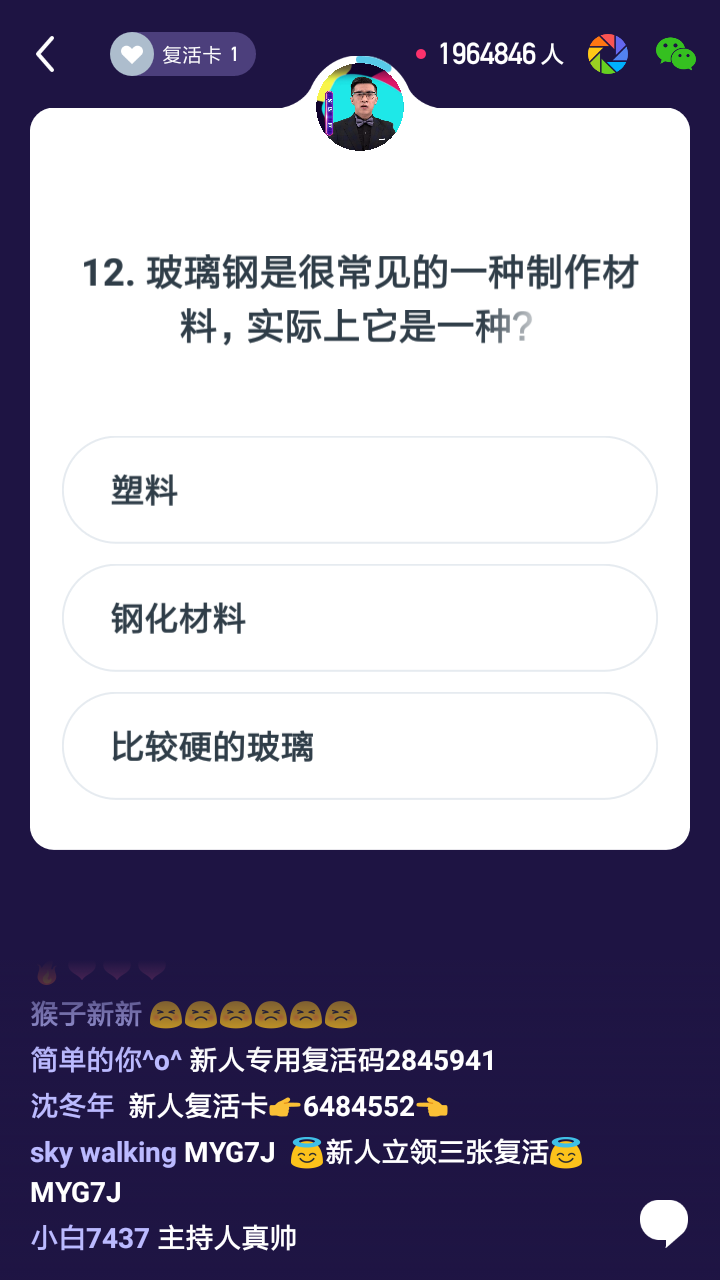 复活卡 1
1964846 人
12. 玻璃钢是很常见的一种制作材
料，实际上它是一种?
塑料
钢化材料
比较硬的玻璃
猴子新新
简单的你^o^ 新人专用复活码2845941
沈冬年 新人复活卡👉6484552👈
sky walking MYG7J 😇新人立领三张复活😇
MYG7J
小白7437 主持人真帅